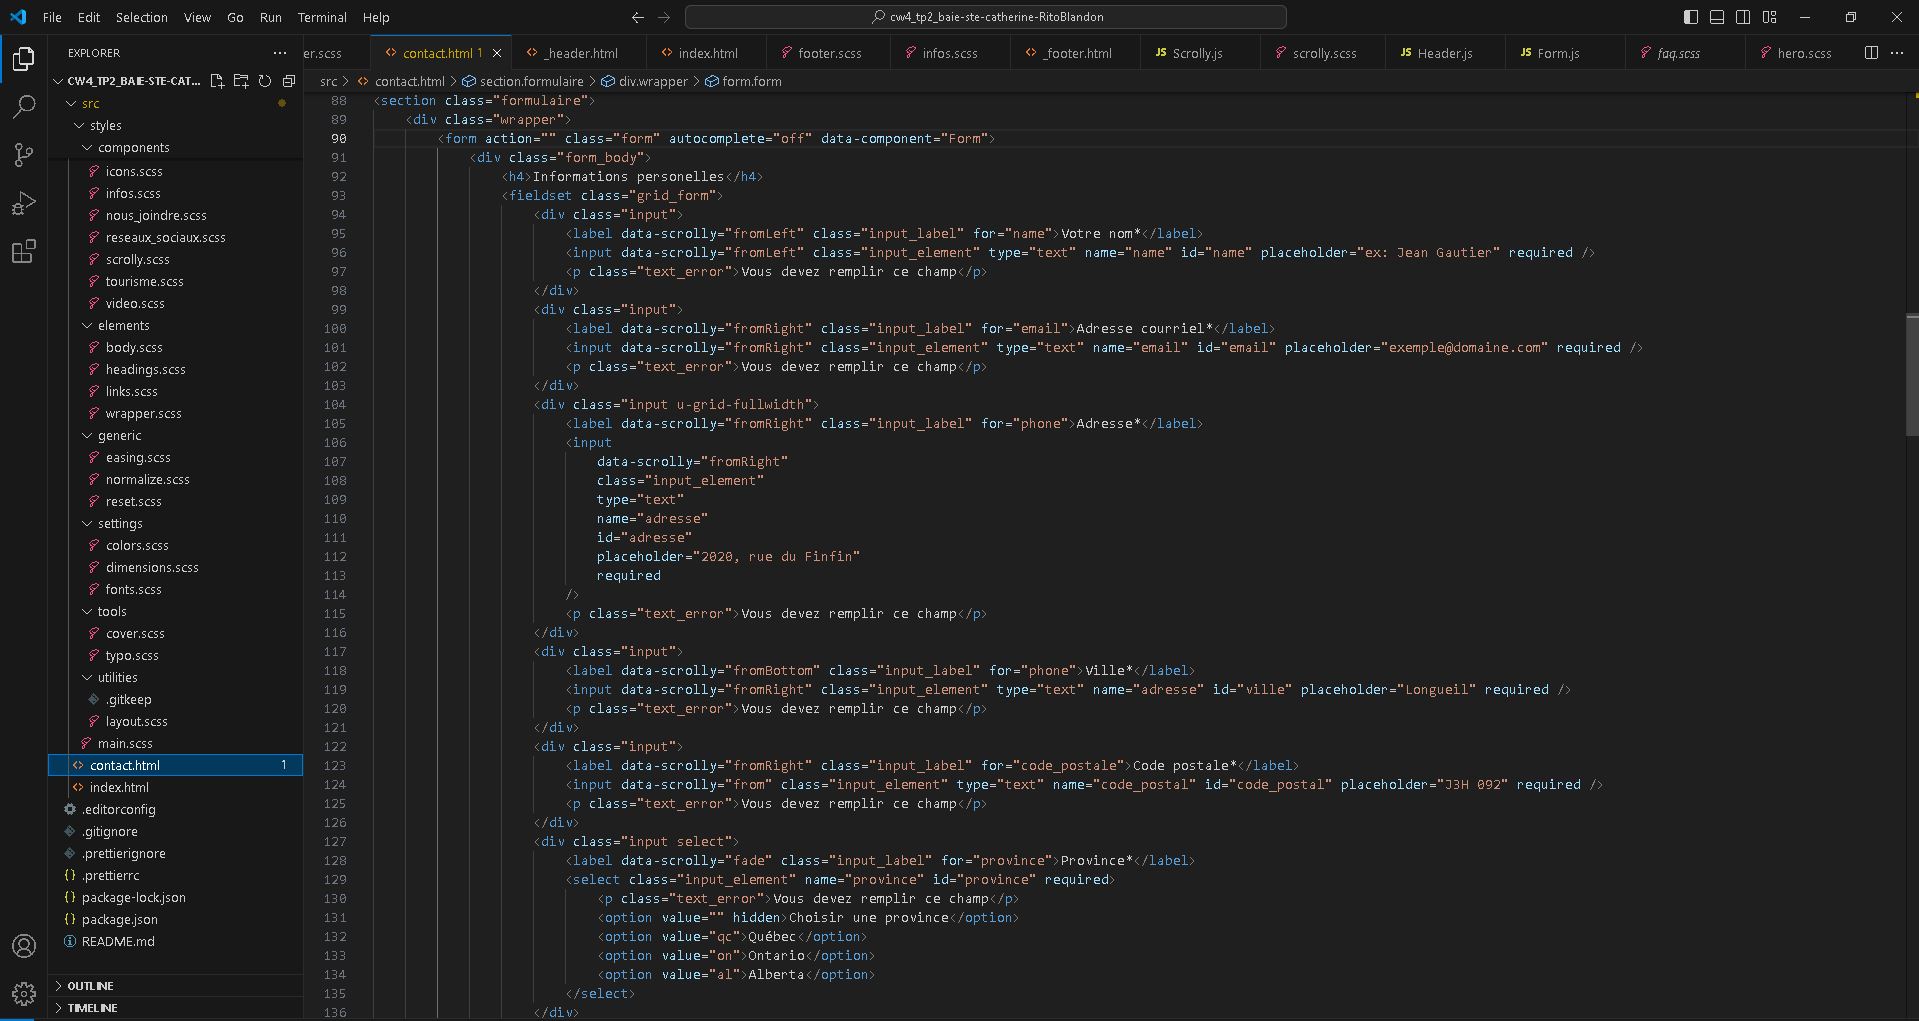 File Edit Selection View Go Run Terminal Help
cw4_tp2_baie-ste-catherine-RitoBlandon
EXPLORER
CW4_TP2_BAIE-STE-CAT...
src
styles
components
icons.scss
infos.scss
nous_joindre.scss
reseaux_sociaux.scss
scrolly.scss
tourisme.scss
video.scss
elements
body.scss
headings.scss
links.scss
wrapper.scss
generic
easing.scss
normalize.scss
reset.scss
settings
colors.scss
dimensions.scss
fonts.scss
tools
cover.scss
typo.scss
utilities
.gitkeep
layout.scss
main.scss
contact.html 1
index.html
.editorconfig
.gitignore
.prettierignore
.prettierrc
package-lock.json
package.json
README.md
OUTLINE
TIMELINE
er.scss contact.html 1 _header.html index.html footer.scss infos.scss _footer.html Scrolly.js scrolly.scss Header.js Form.js faq.scss hero.scss
src > contact.html > section.formulaire > div.wrapper > form.form
88 <section class="formulaire">
89 <div class="wrapper">
90 <form action="" class="form" autocomplete="off" data-component="Form">
91 <div class="form_body">
92 <h4>Informations personelles</h4>
93 <fieldset class="grid_form">
94 <div class="input">
95 <label data-scrolly="fromLeft" class="input_label" for="name">Votre nom*</label>
96 <input data-scrolly="fromLeft" class="input_element" type="text" name="name" id="name" placeholder="ex: Jean Gautier" required />
97 <p class="text_error">Vous devez remplir ce champ</p>
98 </div>
99 <div class="input">
100 <label data-scrolly="fromRight" class="input_label" for="email">Adresse courriel*</label>
101 <input data-scrolly="fromRight" class="input_element" type="text" name="email" id="email" placeholder="exemple@domaine.com" required />
102 <p class="text_error">Vous devez remplir ce champ</p>
103 </div>
104 <div class="input u-grid-fullwidth">
105 <label data-scrolly="fromRight" class="input_label" for="phone">Adresse*</label>
106 <input
107 data-scrolly="fromRight"
108 class="input_element"
109 type="text"
110 name="adresse"
111 id="adresse"
112 placeholder="2020, rue du Finfin"
113 required
114 />
115 <p class="text_error">Vous devez remplir ce champ</p>
116 </div>
117 <div class="input">
118 <label data-scrolly="fromBottom" class="input_label" for="phone">Ville*</label>
119 <input data-scrolly="fromRight" class="input_element" type="text" name="adresse" id="ville" placeholder="Longueil" required />
120 <p class="text_error">Vous devez remplir ce champ</p>
121 </div>
122 <div class="input">
123 <label data-scrolly="fromRight" class="input_label" for="code_postale">Code postale*</label>
124 <input data-scrolly="from" class="input_element" type="text" name="code_postal" id="code_postal" placeholder="J3H 092" required />
125 <p class="text_error">Vous devez remplir ce champ</p>
126 </div>
127 <div class="input select">
128 <label data-scrolly="fade" class="input_label" for="province">Province*</label>
129 <select class="input_element" name="province" id="province" required>
130 <p class="text_error">Vous devez remplir ce champ</p>
131 <option value="" hidden>Choisir une province</option>
132 <option value="qc">Québec</option>
133 <option value="on">Ontario</option>
134 <option value="al">Alberta</option>
135 </select>
136 </div>